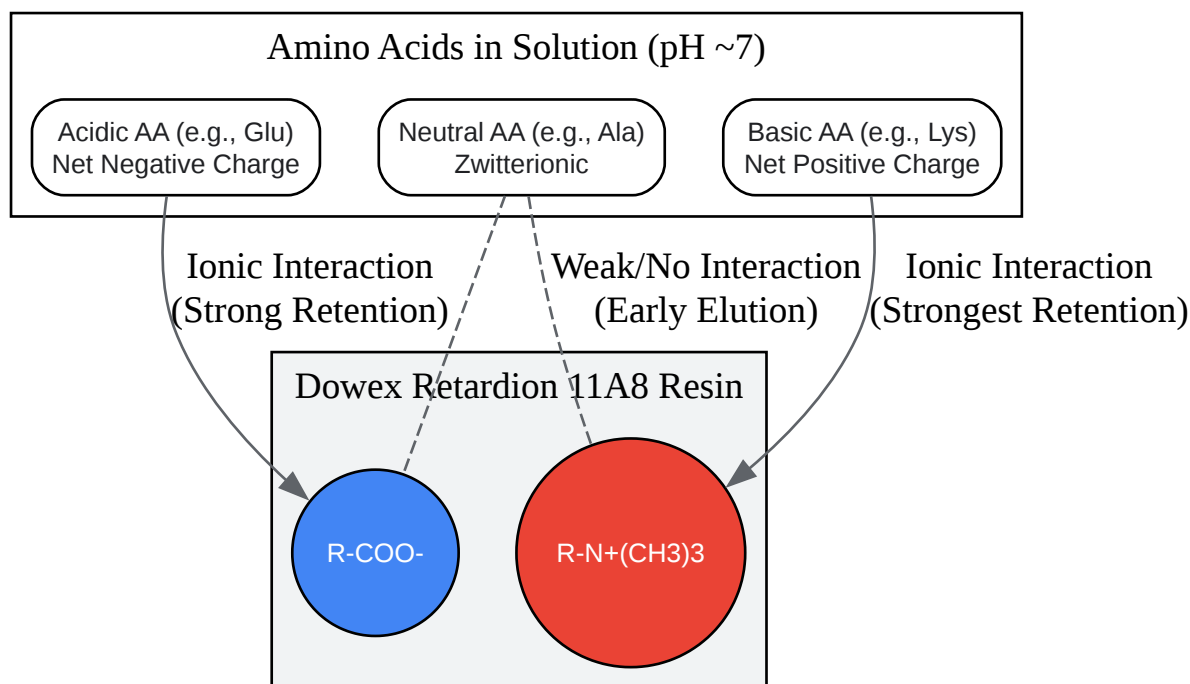 Amino Acids in Solution (pH ~7)
Acidic AA (e.g., Glu)
Net Negative Charge
Neutral AA (e.g., Ala)
Zwitterionic
Basic AA (e.g., Lys)
Net Positive Charge
Ionic Interaction
(Strong Retention)
Weak/No Interaction
(Early Elution)
Ionic Interaction
(Strongest Retention)
Dowex Retardion 11A8 Resin
R-COO-
R-N+(CH3)3